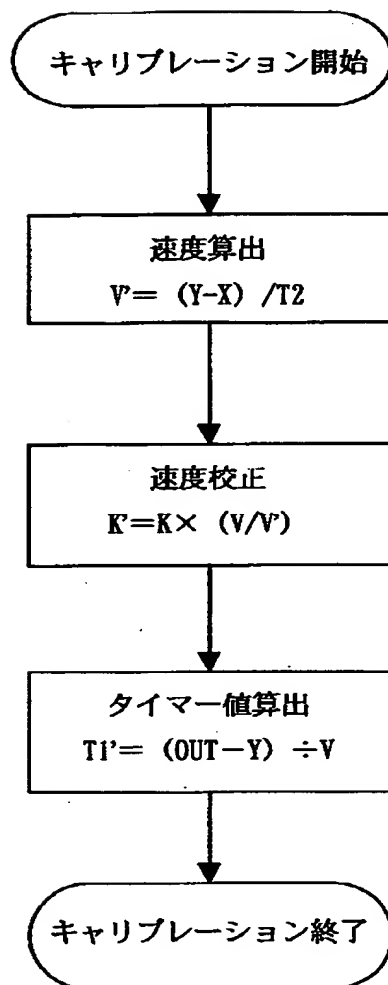 キャリブレーション開始
速度算出
V'= (Y-X) /T2
速度校正
K'=K× (V/V')
タイマー値算出
T1'= (OUT-Y) ÷V
キャリブレーション終了